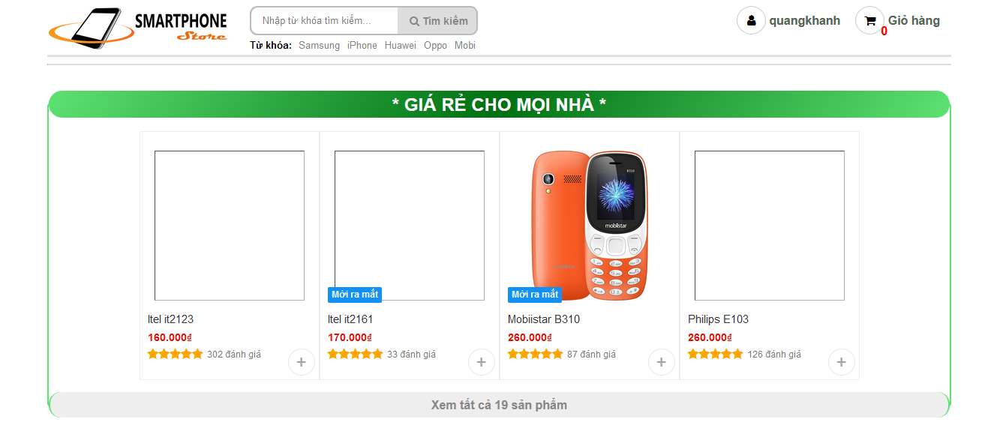 SMARTPHONE
Store
Nhập từ khóa tìm kiếm...
Tìm kiếm
Từ khóa: Samsung iPhone Huawei Oppo Mobi
quangkhanh
Giỏ hàng
0
* GIÁ RẺ CHO MỌI NHÀ *
Itel it2123
160.000₫
302 đánh giá
+
Mới ra mắt
Itel it2161
170.000₫
33 đánh giá
+
B310
mobiistar
Mới ra mắt
Mobiistar B310
260.000₫
87 đánh giá
+
Philips E103
260.000₫
126 đánh giá
+
Xem tất cả 19 sản phẩm